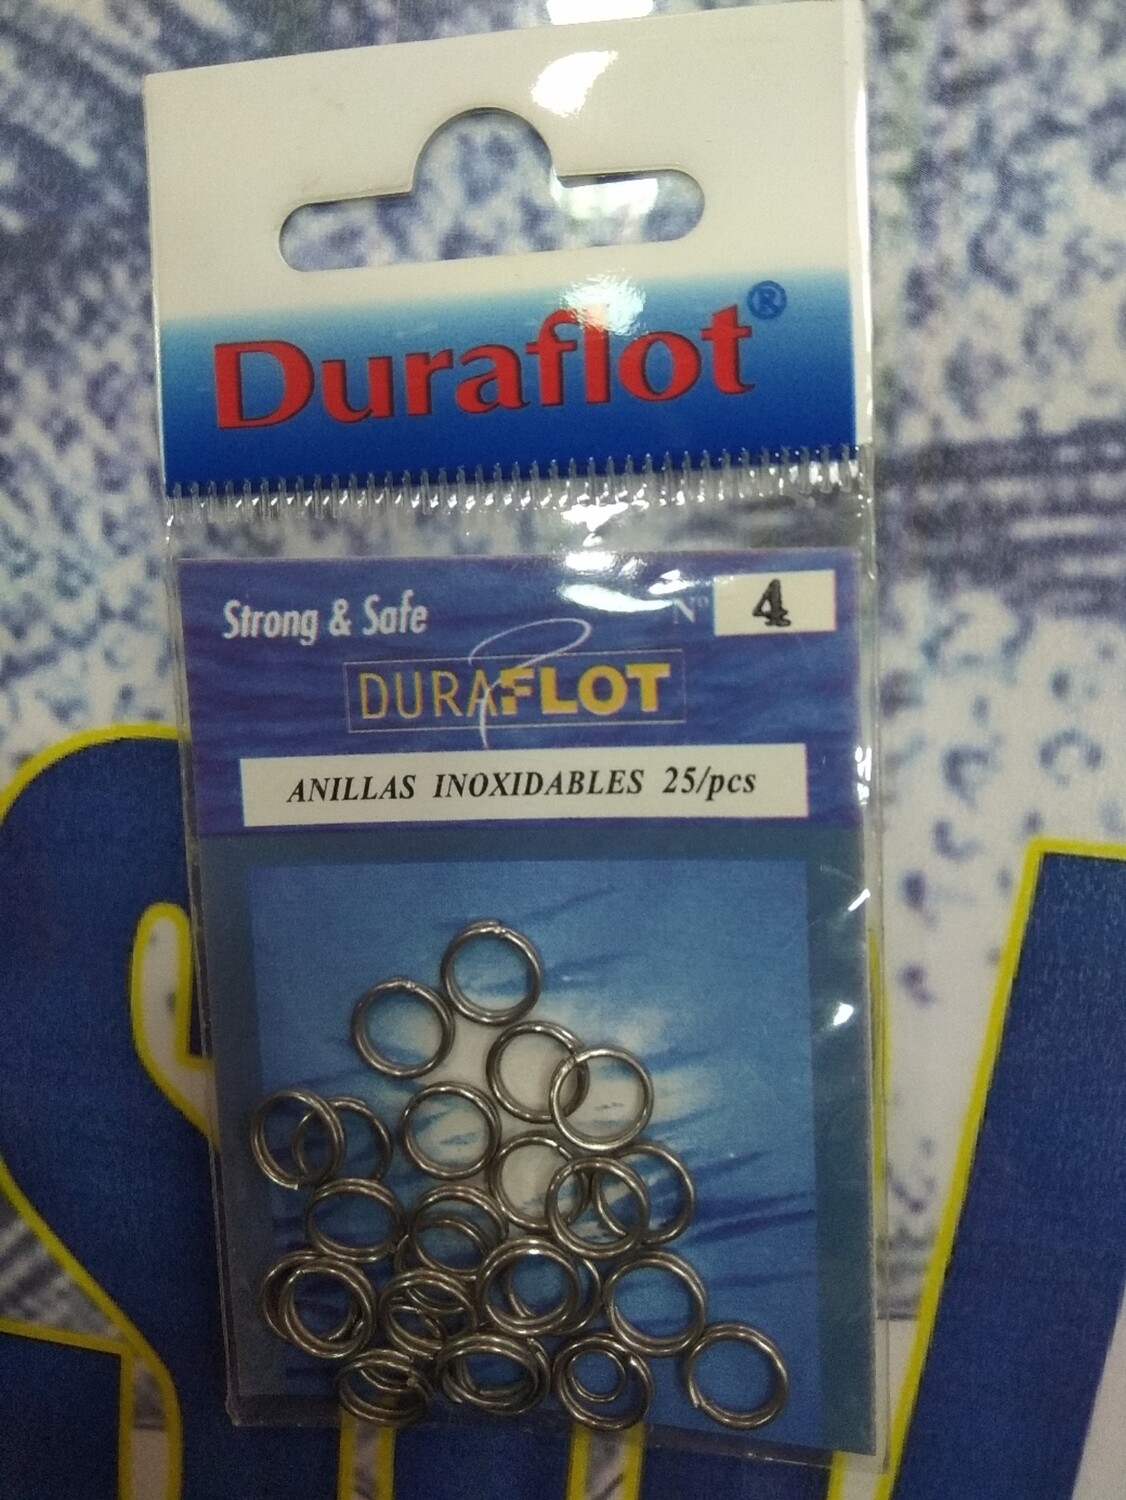 Duraflot®
Strong & Safe
Nº 4
DURAFLOT
ANILLAS INOXIDABLES 25/pcs